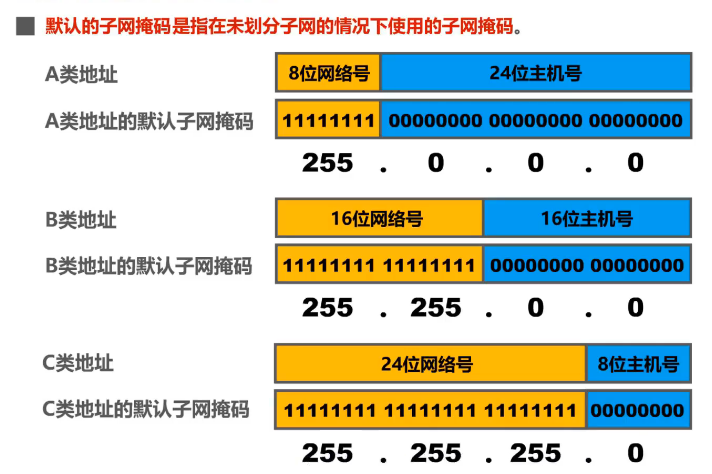 默认的子网掩码是指在未划分子网的情况下使用的子网掩码。
A类地址 8位网络号 24位主机号
A类地址的默认子网掩码 11111111 00000000 00000000 00000000
255 . 0 . 0 . 0
B类地址 16位网络号 16位主机号
B类地址的默认子网掩码 11111111 11111111 00000000 00000000
255 . 255 . 0 . 0
C类地址 24位网络号 8位主机号
C类地址的默认子网掩码 11111111 11111111 11111111 00000000
255 . 255 . 255 . 0